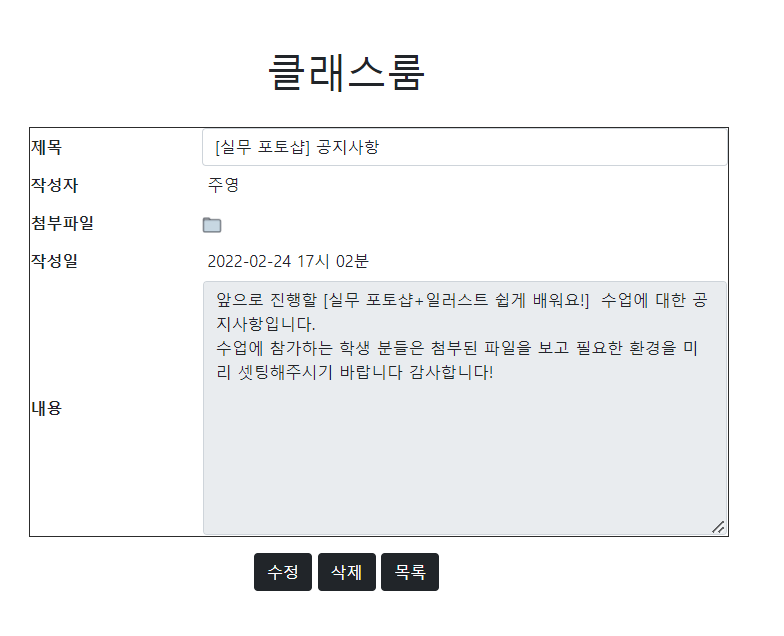 클래스룸
제목 [실무 포토샵] 공지사항
작성자 주영
첨부파일
작성일 2022-02-24 17시 02분
앞으로 진행할 [실무 포토샵+일러스트 쉽게 배워요!]  수업에 대한 공
지사항입니다.
수업에 참가하는 학생 분들은 첨부된 파일을 보고 필요한 환경을 미
리 셋팅해주시기 바랍니다 감사합니다!
내용
수정 삭제 목록